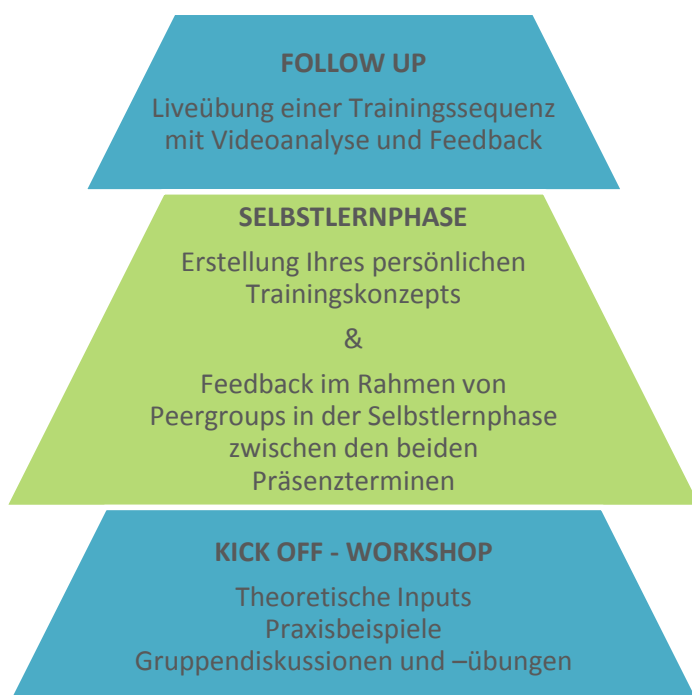 FOLLOW UP
Liveübung einer Trainingssequenz
mit Videoanalyse und Feedback
SELBSTLERNPHASE
Erstellung Ihres persönlichen
Trainingskonzepts
&
Feedback im Rahmen von
Peergroups in der Selbstlernphase
zwischen den beiden
Präsenzterminen
KICK OFF - WORKSHOP
Theoretische Inputs
Praxisbeispiele
Gruppendiskussionen und –übungen